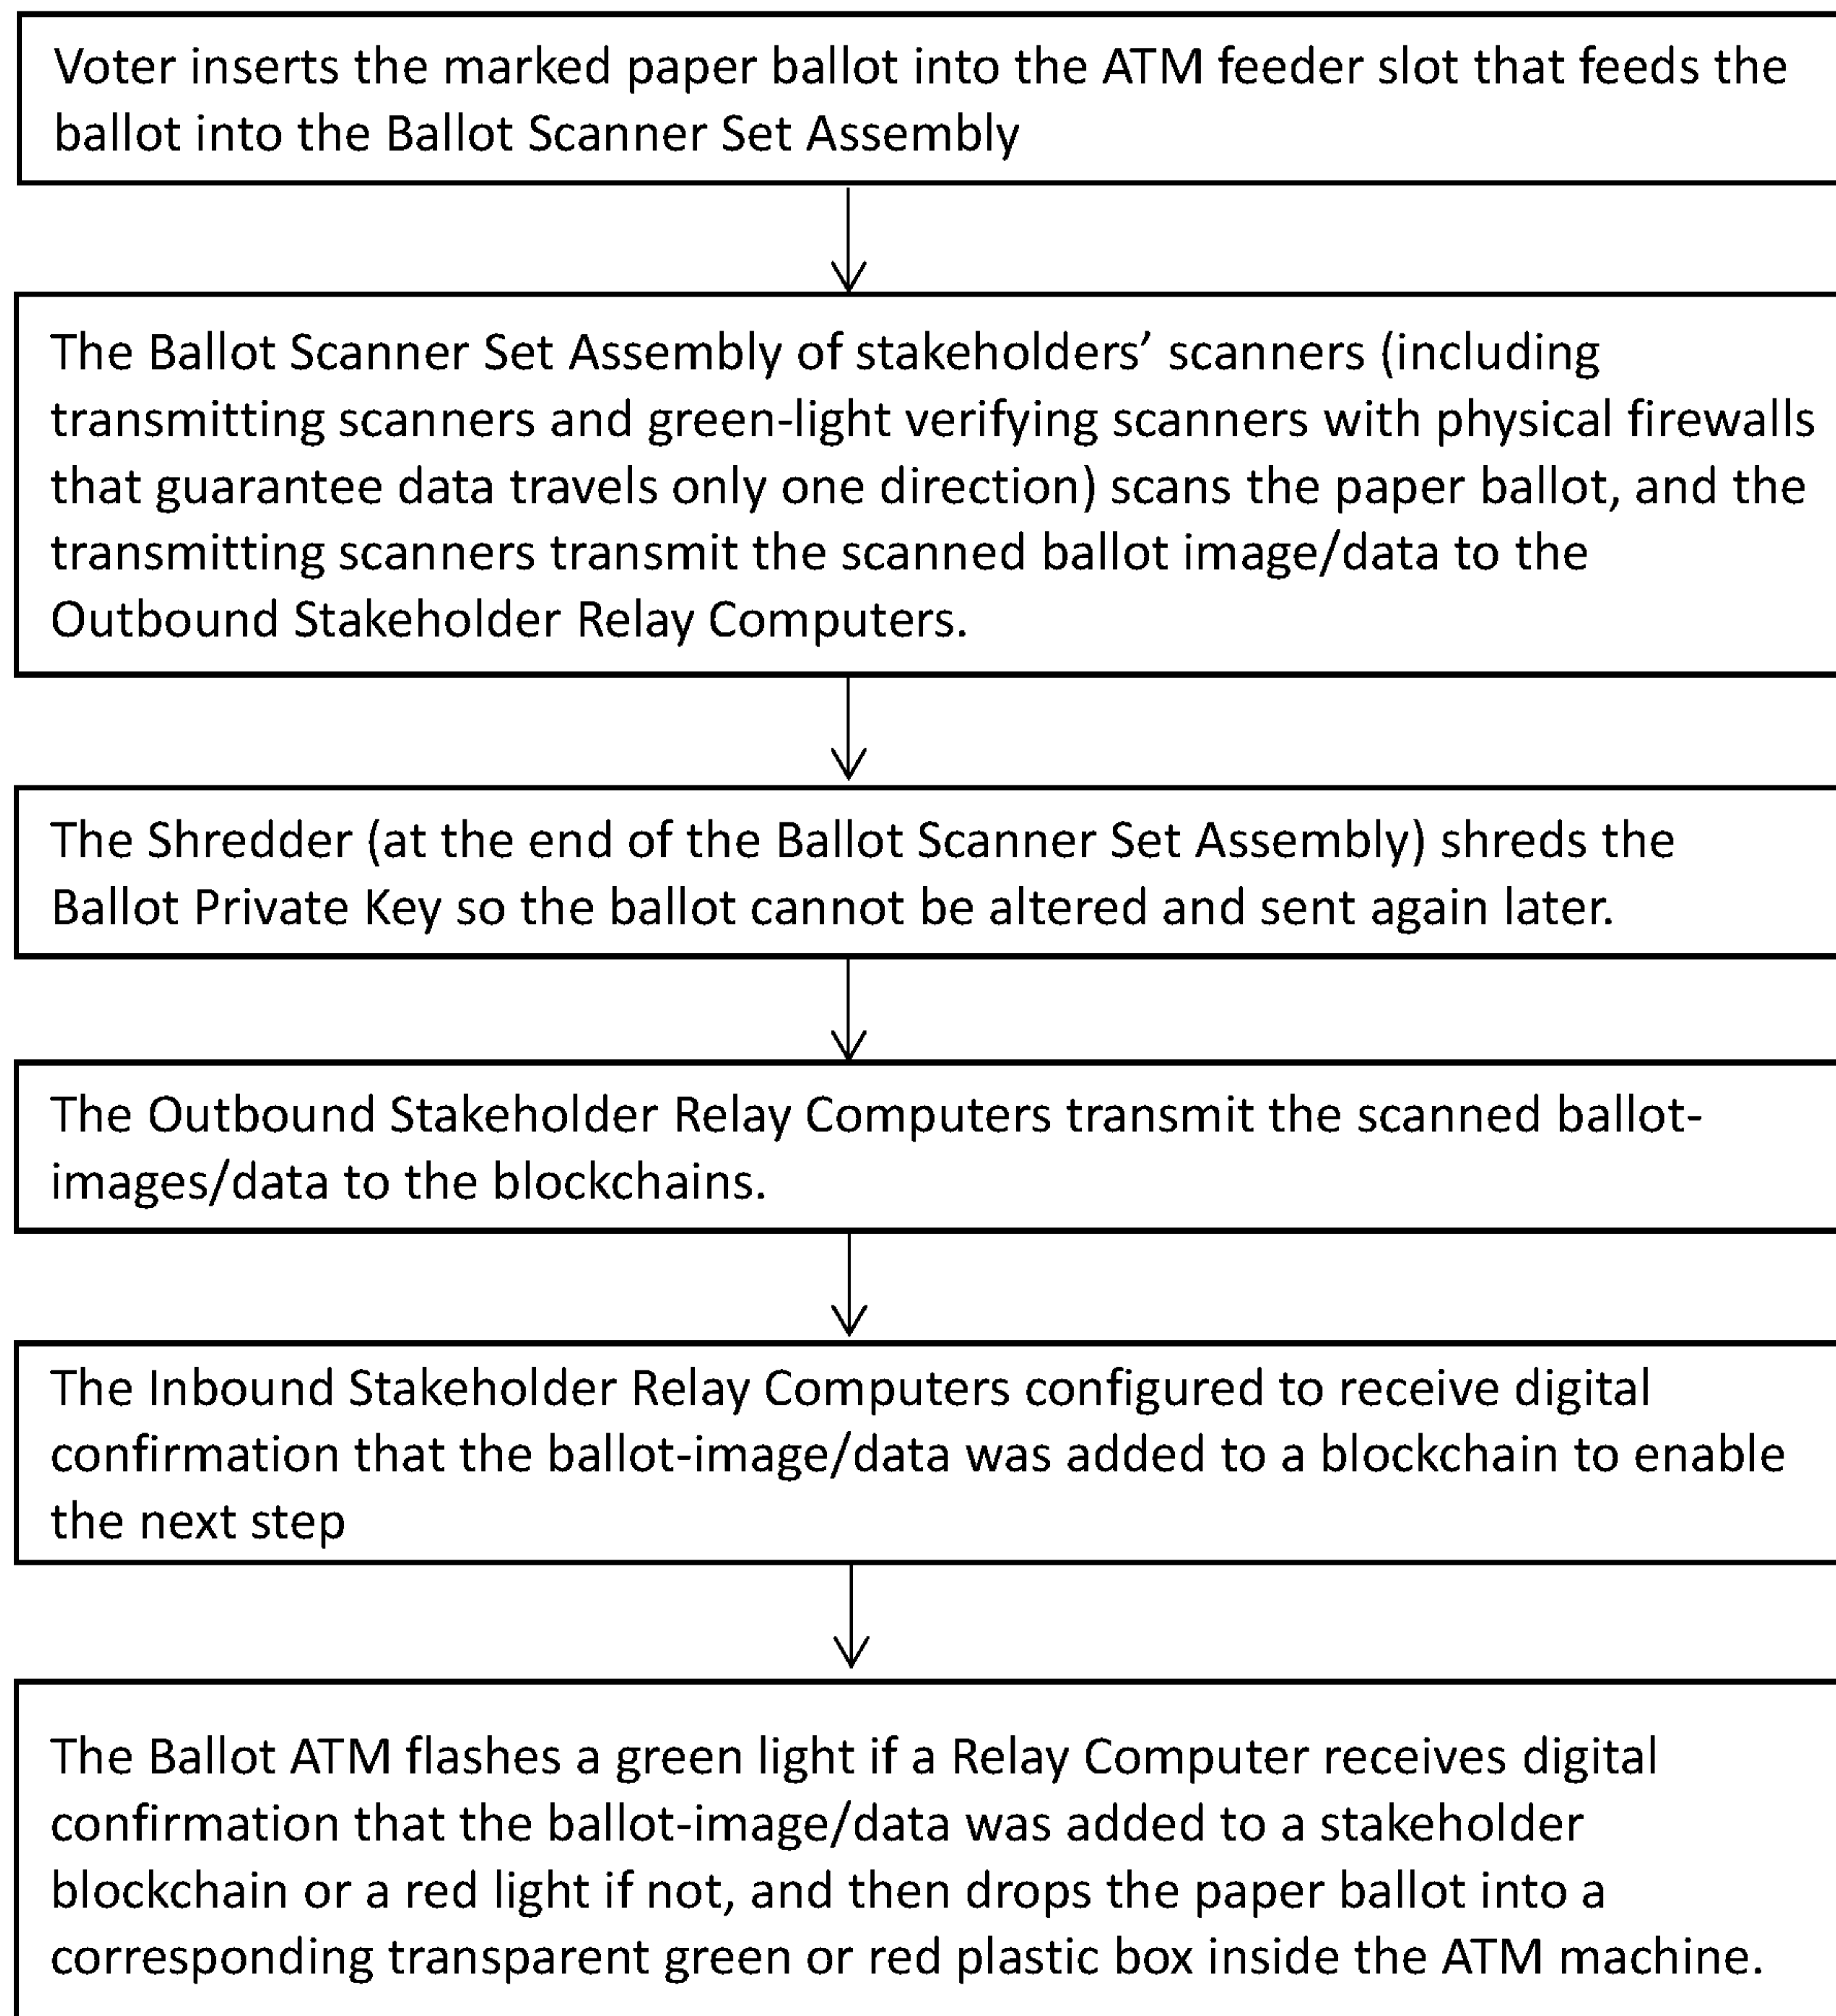 Voter inserts the marked paper ballot into the ATM feeder slot that feeds the
ballot into the Ballot Scanner Set Assembly
The Ballot Scanner Set Assembly of stakeholders’ scanners (including
transmitting scanners and green-light verifying scanners with physical firewalls
that guarantee data travels only one direction) scans the paper ballot, and the
transmitting scanners transmit the scanned ballot image/data to the
Outbound Stakeholder Relay Computers.
The Shredder (at the end of the Ballot Scanner Set Assembly) shreds the
Ballot Private Key so the ballot cannot be altered and sent again later.
The Outbound Stakeholder Relay Computers transmit the scanned ballot-
images/data to the blockchains.
The Inbound Stakeholder Relay Computers configured to receive digital
confirmation that the ballot-image/data was added to a blockchain to enable
the next step
The Ballot ATM flashes a green light if a Relay Computer receives digital
confirmation that the ballot-image/data was added to a stakeholder
blockchain or a red light if not, and then drops the paper ballot into a
corresponding transparent green or red plastic box inside the ATM machine.